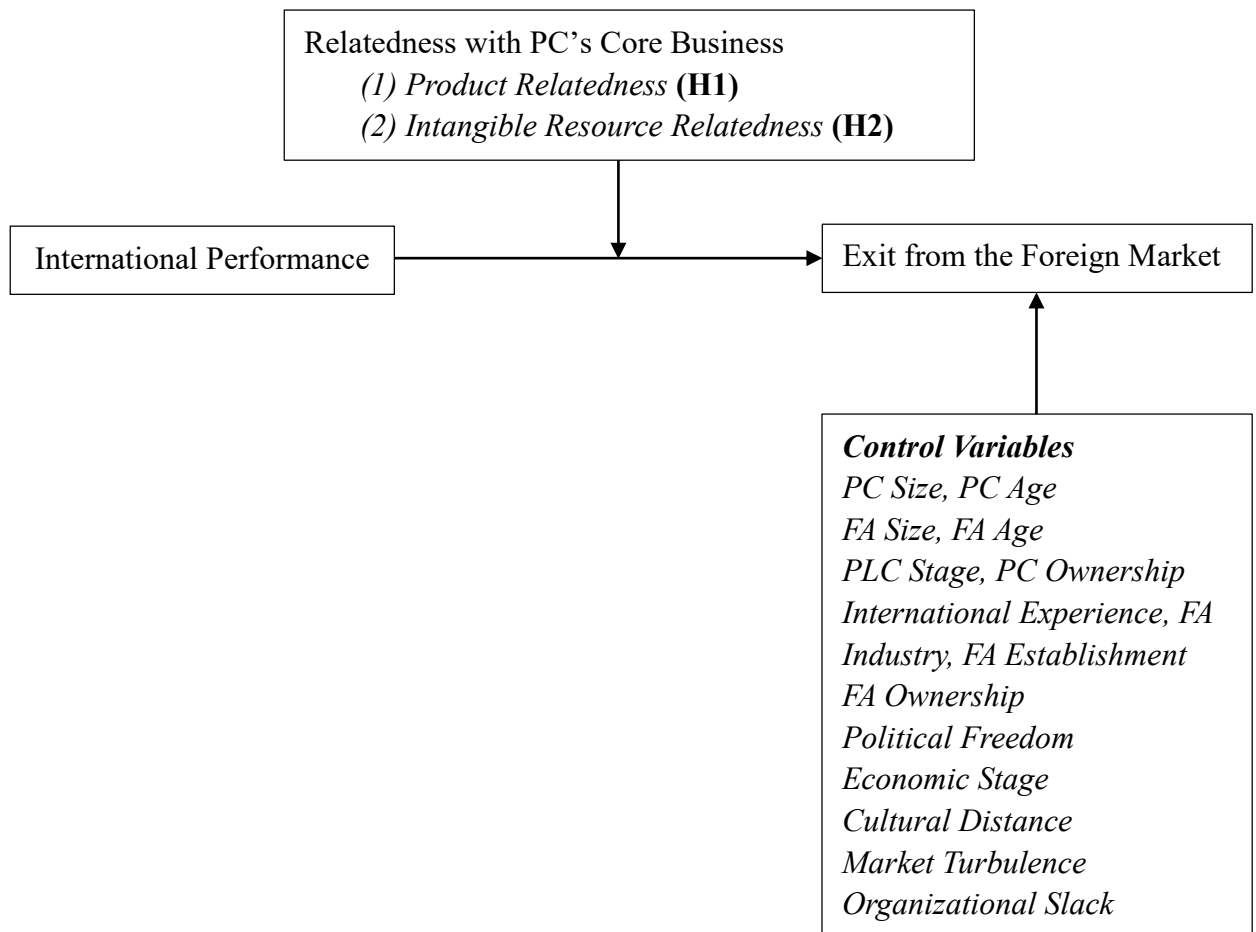 Relatedness with PC’s Core Business
(1) Product Relatedness (H1)
(2) Intangible Resource Relatedness (H2)
International Performance
Exit from the Foreign Market
Control Variables
PC Size, PC Age
FA Size, FA Age
PLC Stage, PC Ownership
International Experience, FA
Industry, FA Establishment
FA Ownership
Political Freedom
Economic Stage
Cultural Distance
Market Turbulence
Organizational Slack